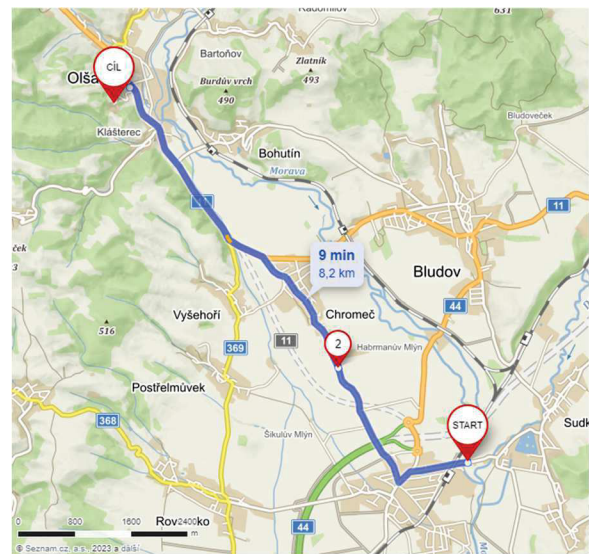 Radomilov
631
Bartoňov
Zlatník
493
CÍL
Olša
Burdův vrch
490
Bludoveček
Klášterec
Bohutín
Morava
11
11
9 min
8,2 km
Bludov
44
Vyšehoří
Chromeč
516
11
2
Habrmanův Mlýn
369
Postřelmůvek
368
START
Šikulův Mlýn
Sudk
0 800 1600 2400
m
Rov ko
44
© Seznam.cz, a.s., 2023 a další